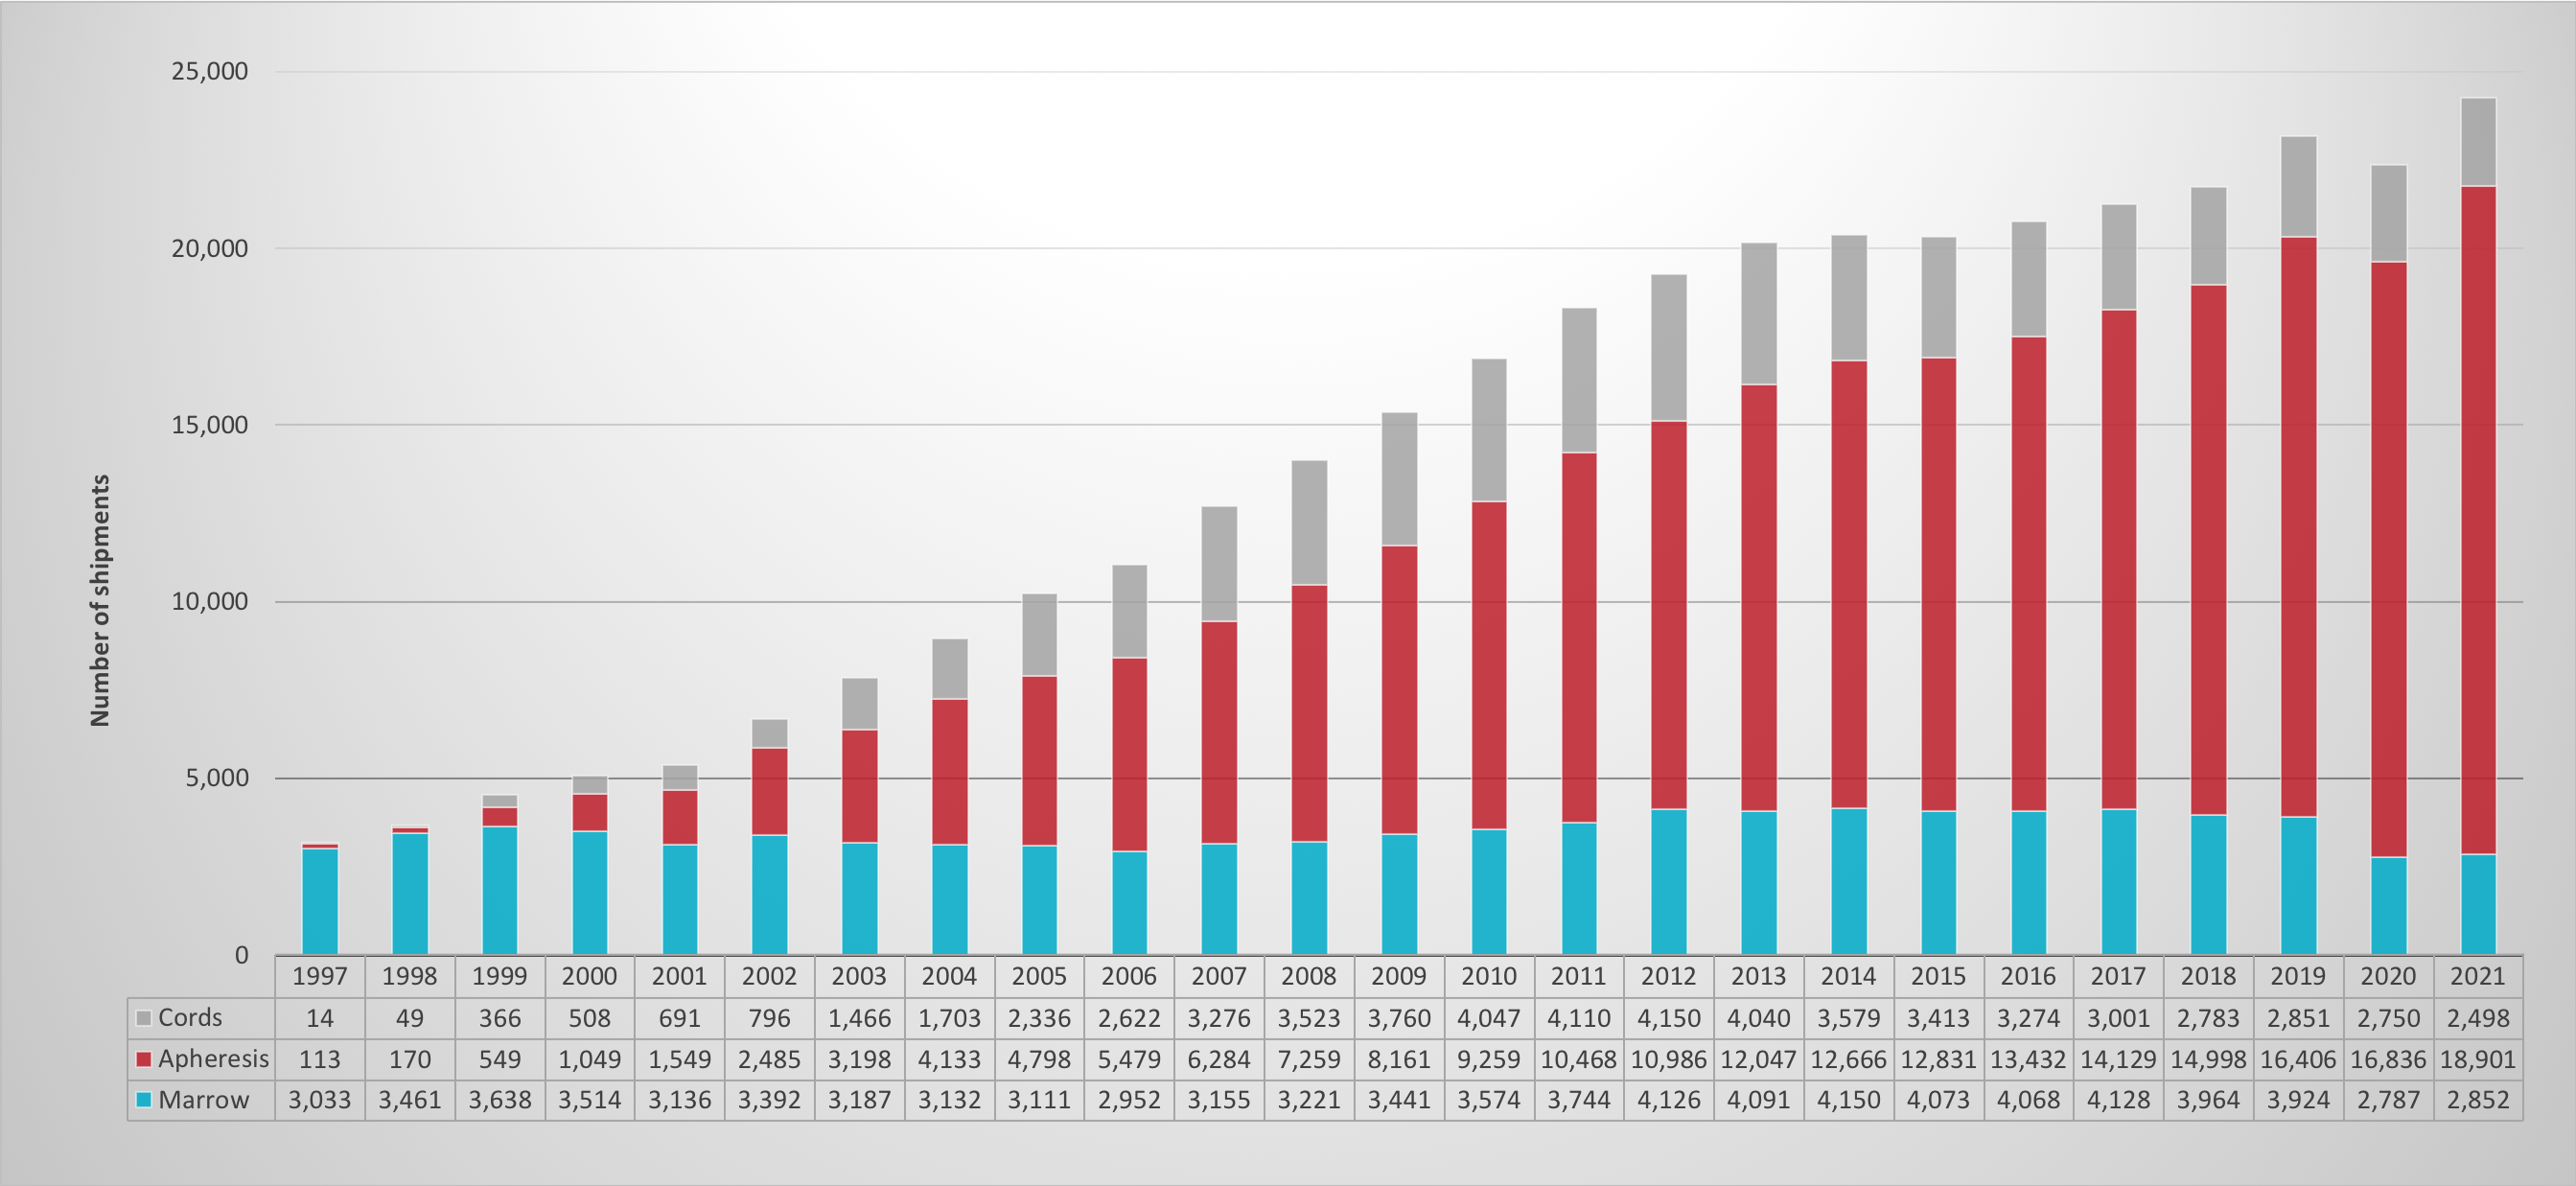 25,000
20,000
15,000
10,000
5,000
0
Number of shipments
1997 1998 1999 2000 2001 2002 2003 2004 2005 2006 2007 2008 2009 2010 2011 2012 2013 2014 2015 2016 2017 2018 2019 2020 2021
Cords 14 49 366 508 691 796 1,466 1,703 2,336 2,622 3,276 3,523 3,760 4,047 4,110 4,150 4,040 3,579 3,413 3,274 3,001 2,783 2,851 2,750 2,498
Apheresis 113 170 549 1,049 1,549 2,485 3,198 4,133 4,798 5,479 6,284 7,259 8,161 9,259 10,468 10,986 12,047 12,666 12,831 13,432 14,129 14,998 16,406 16,836 18,901
Marrow 3,033 3,461 3,638 3,514 3,136 3,392 3,187 3,132 3,111 2,952 3,155 3,221 3,441 3,574 3,744 4,126 4,091 4,150 4,073 4,068 4,128 3,964 3,924 2,787 2,852